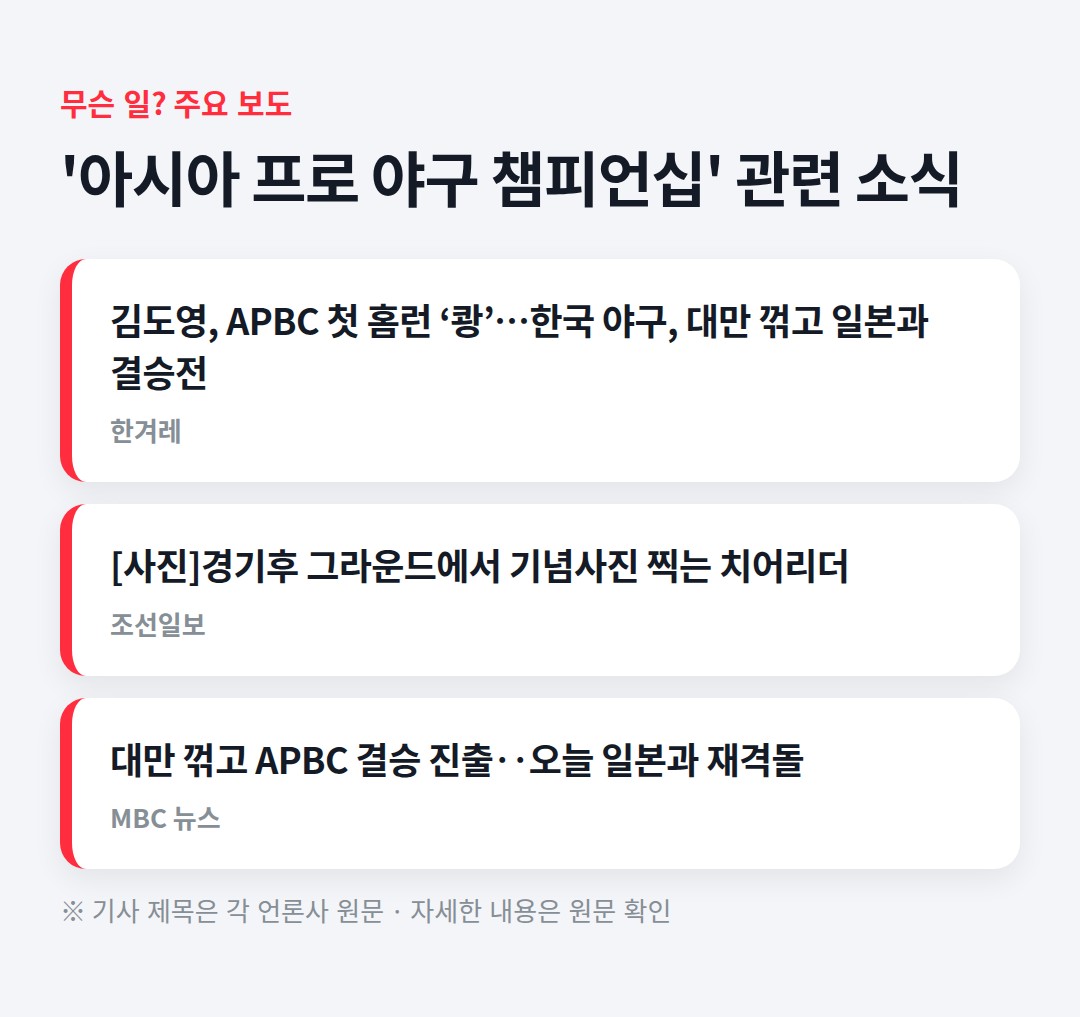 무슨 일? 주요 보도
'아시아 프로 야구 챔피언십' 관련 소식
김도영, APBC 첫 홈런 ‘쾅’…한국 야구, 대만 꺾고 일본과
결승전
한겨레
[사진]경기후 그라운드에서 기념사진 찍는 치어리더
조선일보
대만 꺾고 APBC 결승 진출‥오늘 일본과 재격돌
MBC 뉴스
※ 기사 제목은 각 언론사 원문 · 자세한 내용은 원문 확인